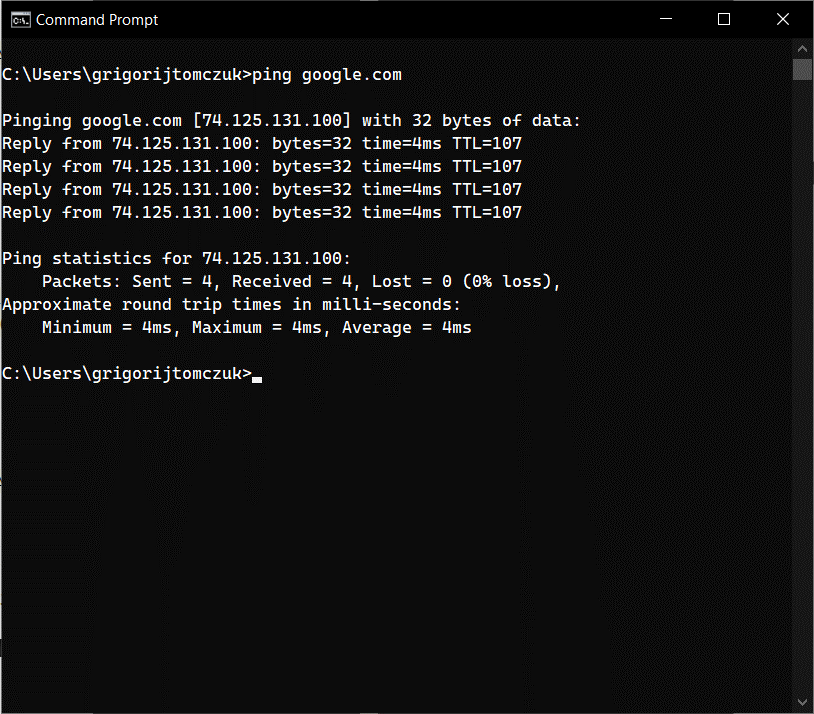 Command Prompt
C:\Users\grigorijtomczuk>ping google.com
Pinging google.com [74.125.131.100] with 32 bytes of data:
Reply from 74.125.131.100: bytes=32 time=4ms TTL=107
Reply from 74.125.131.100: bytes=32 time=4ms TTL=107
Reply from 74.125.131.100: bytes=32 time=4ms TTL=107
Reply from 74.125.131.100: bytes=32 time=4ms TTL=107
Ping statistics for 74.125.131.100:
    Packets: Sent = 4, Received = 4, Lost = 0 (0% loss),
Approximate round trip times in milli-seconds:
    Minimum = 4ms, Maximum = 4ms, Average = 4ms
C:\Users\grigorijtomczuk>